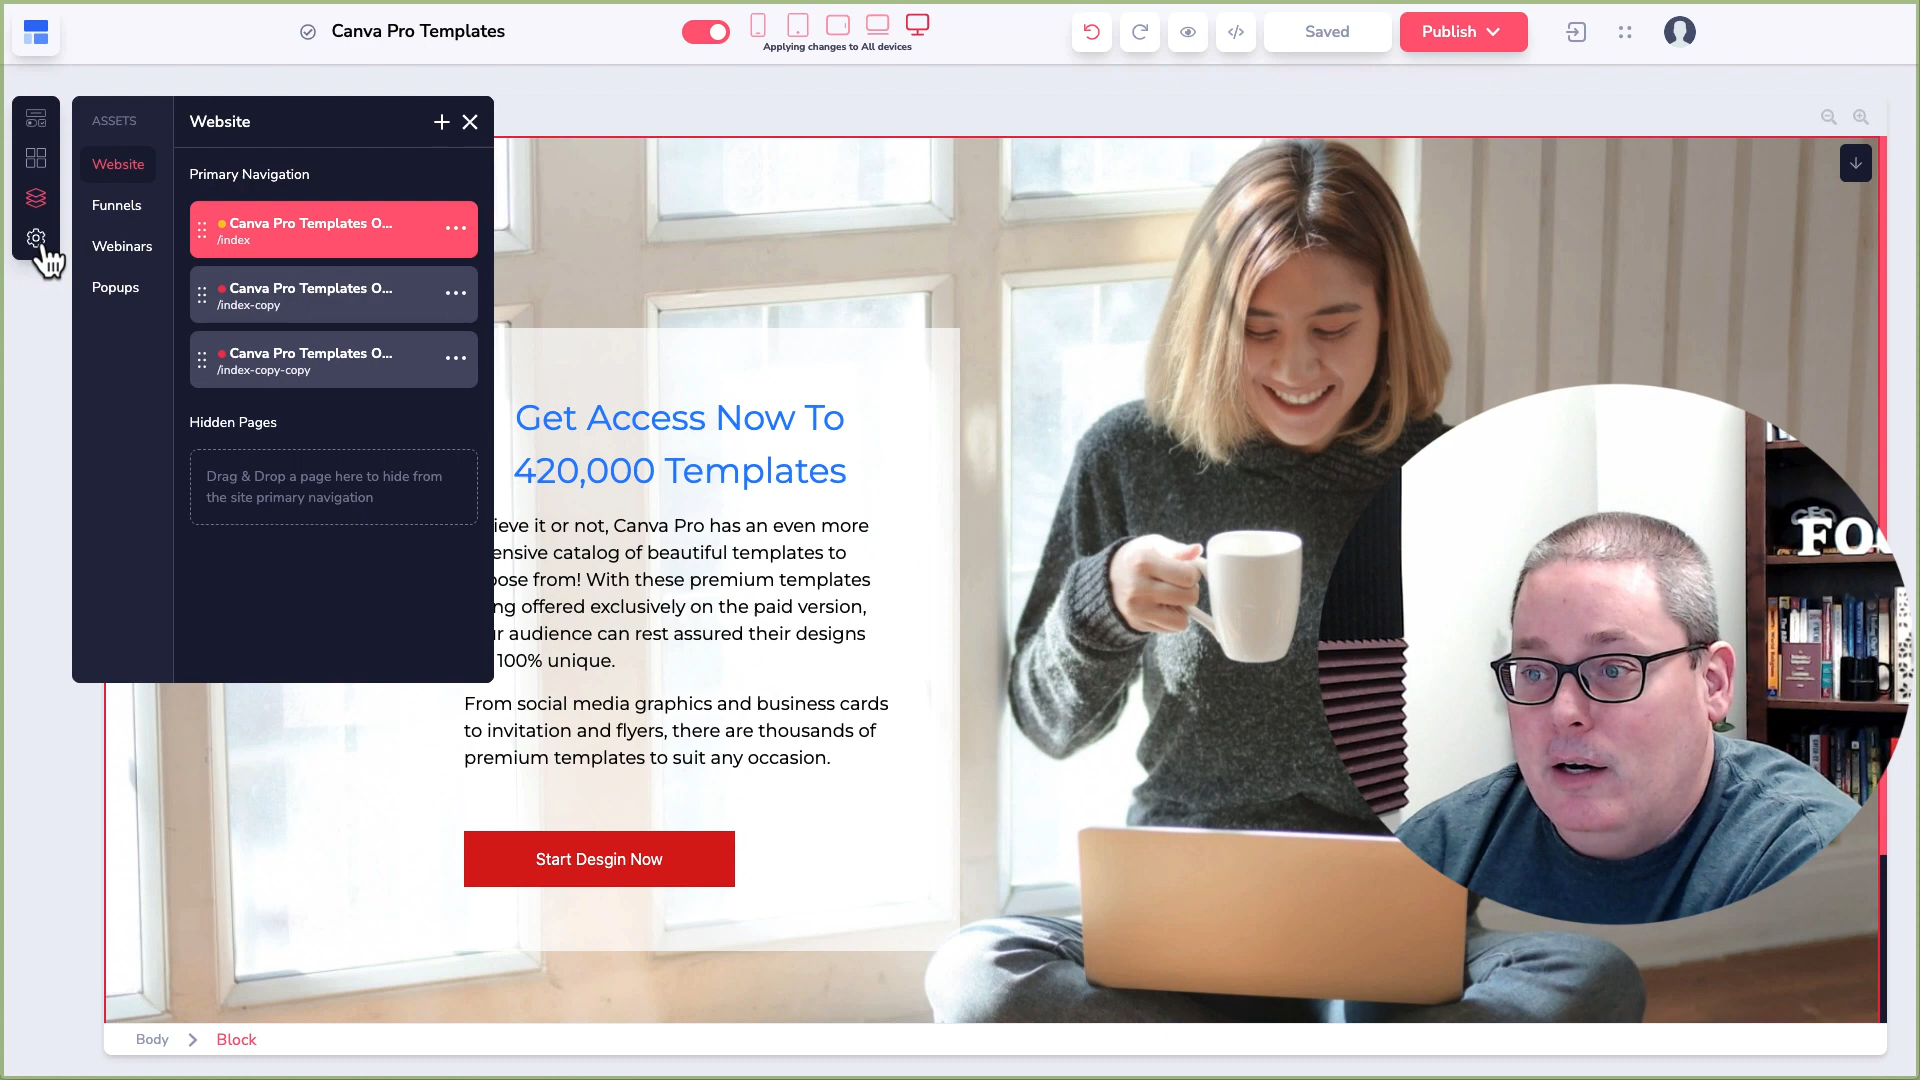 Canva Pro Templates
Applying changes to All devices
</>
Saved
Publish
ASSETS
Website
Funnels
Webinars
Popups
Website
Primary Navigation
Canva Pro Templates O...
/index
Canva Pro Templates O...
/index-copy
Canva Pro Templates O...
/index-copy-copy
Hidden Pages
Drag & Drop a page here to hide from
the site primary navigation
Get Access Now To
420,000 Templates
ieve it or not, Canva Pro has an even more
ensive catalog of beautiful templates to
ose from! With these premium templates
ng offered exclusively on the paid version,
r audience can rest assured their designs
100% unique.
From social media graphics and business cards
to invitation and flyers, there are thousands of
premium templates to suit any occasion.
Start Desgin Now
FO
Body > Block